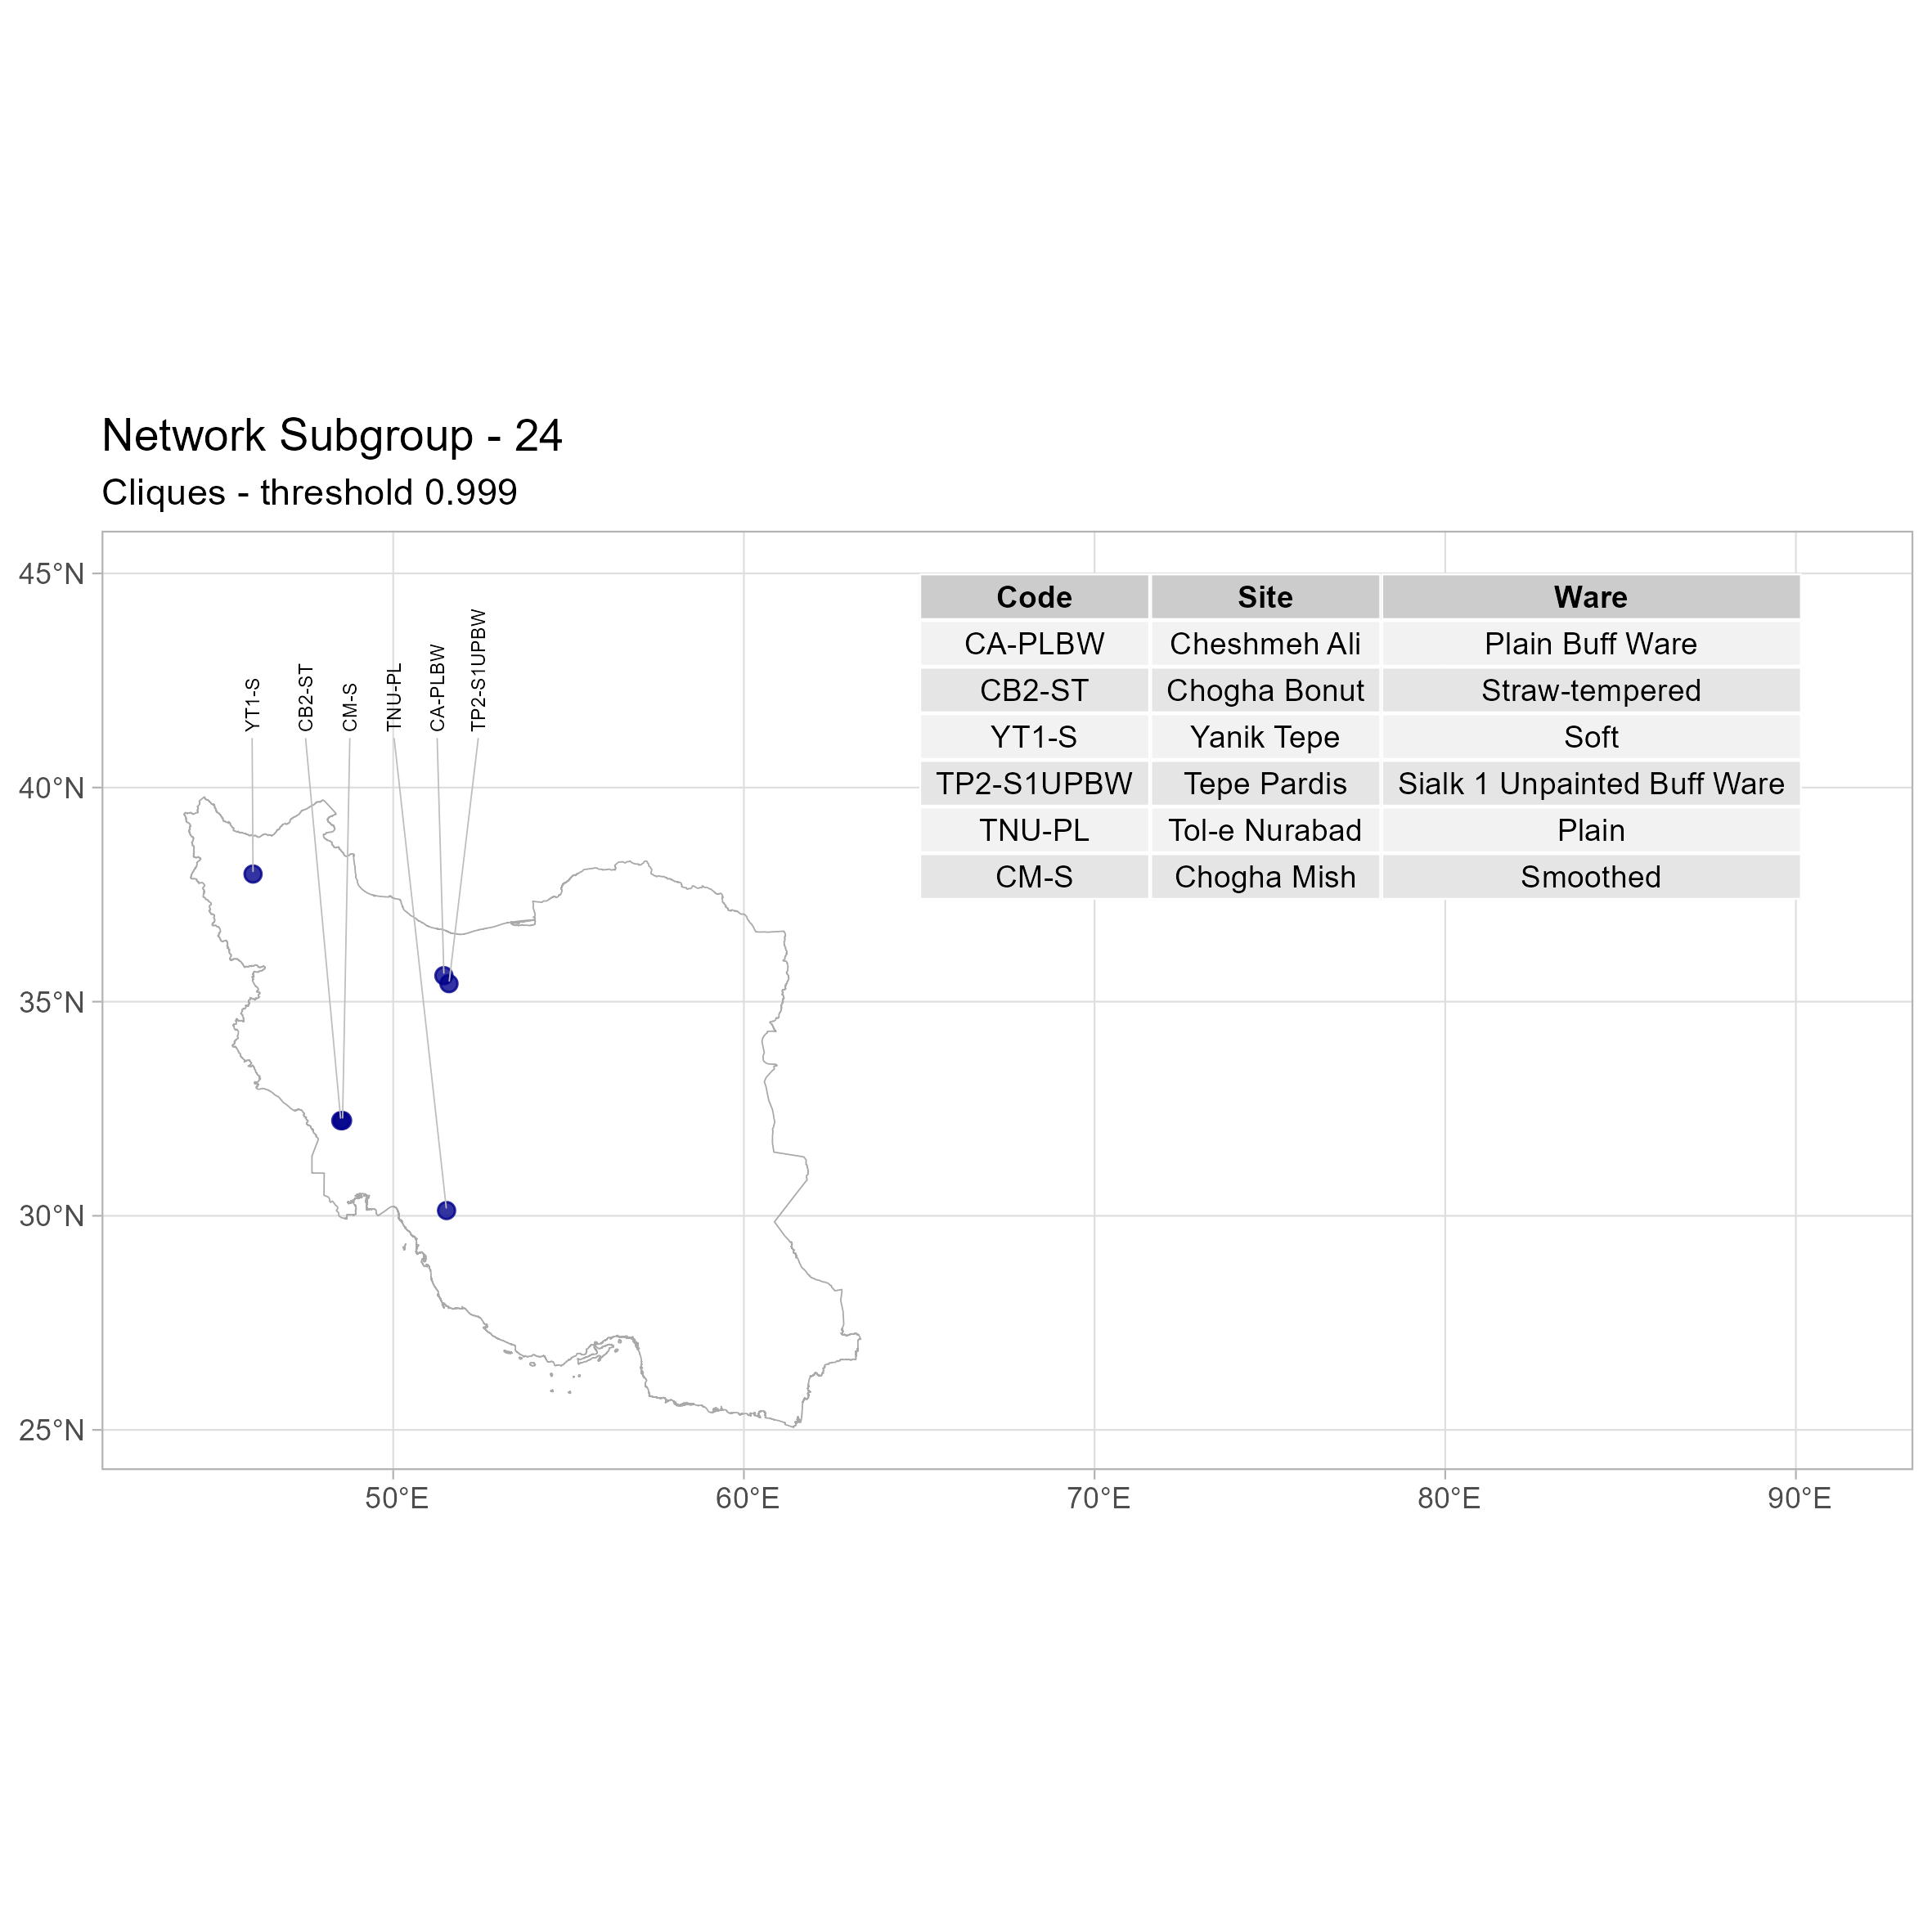 Network Subgroup - 24
Cliques - threshold 0.999
45°N
40°N
35°N
30°N
25°N
YT1-S
CB2-ST
CM-S
TNU-PL
CA-PLBW
TP2-S1UPBW
Code Site Ware
CA-PLBW Cheshmeh Ali Plain Buff Ware
CB2-ST Chogha Bonut Straw-tempered
YT1-S Yanik Tepe Soft
TP2-S1UPBW Tepe Pardis Sialk 1 Unpainted Buff Ware
TNU-PL Tol-e Nurabad Plain
CM-S Chogha Mish Smoothed
50°E 60°E 70°E 80°E 90°E